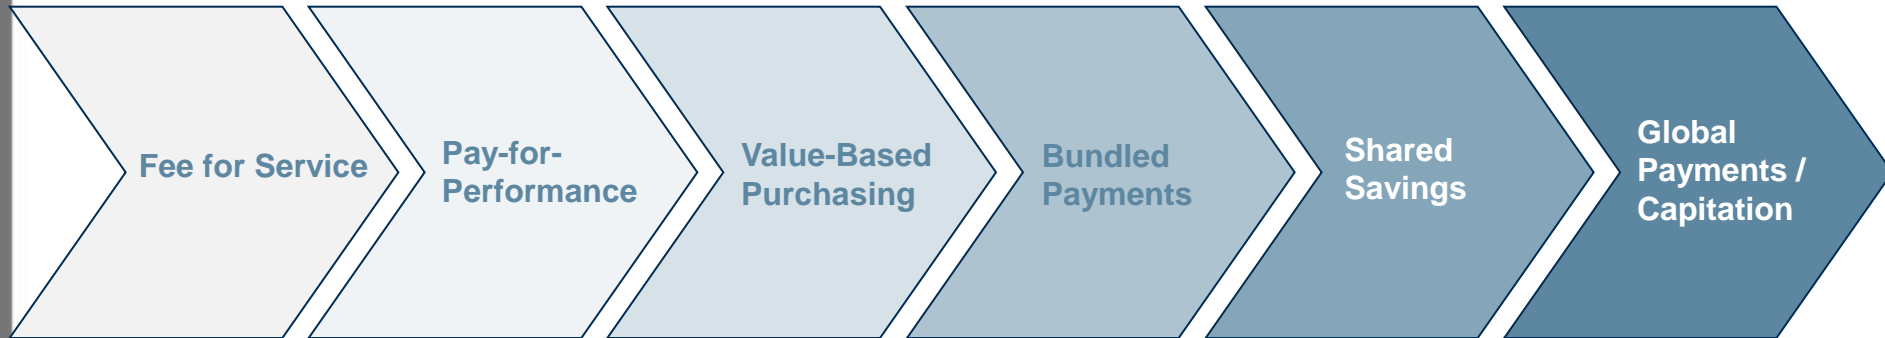 Fee for Service
Pay-for-
Performance
Value-Based
Purchasing
Bundled
Payments
Shared
Savings
Global
Payments /
Capitation